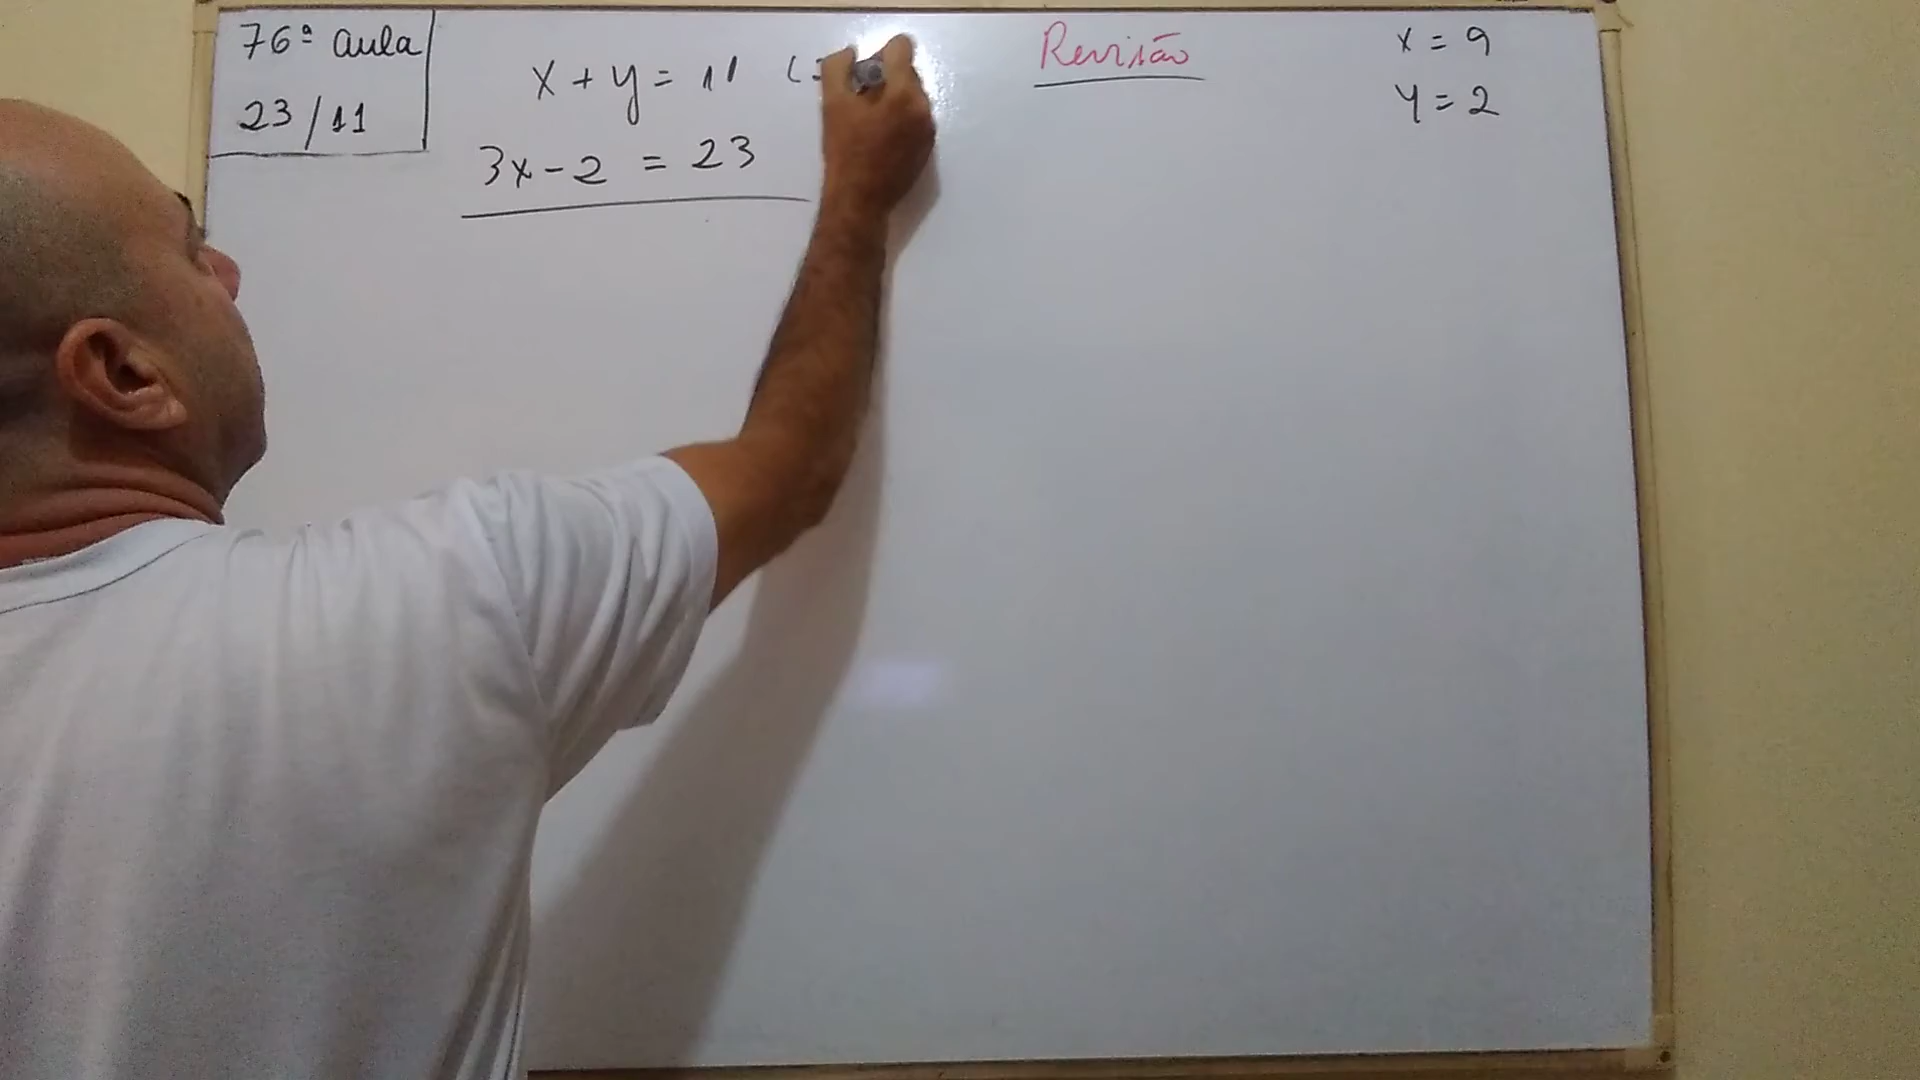 76ª aula
23/11
x + y = 11 (
3x - 2 = 23
Revisão
x = 9
y = 2